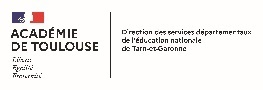 ACADÉMIE
DE TOULOUSE
Liberté
Égalité
Fraternité
Direction des services départementaux
de l'éducation nationale
de Tarn-et-Garonne